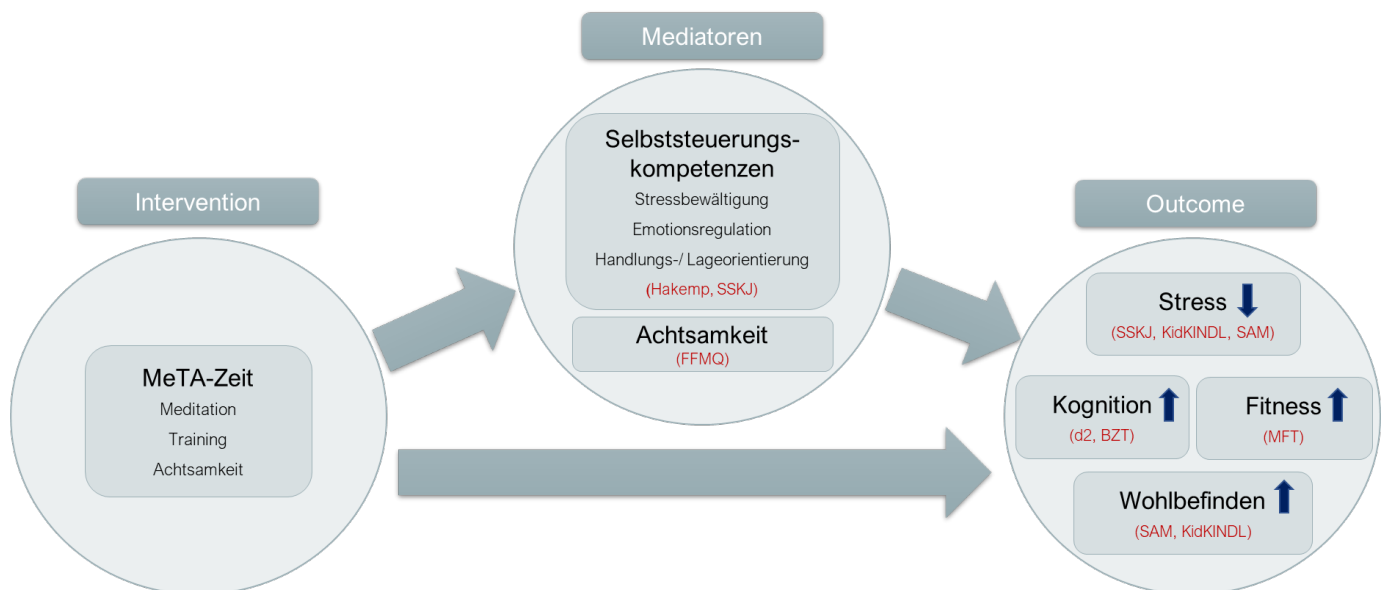 Intervention
MeTA-Zeit
Meditation
Training
Achtsamkeit
Mediatoren
Selbststeuerungs-
kompetenzen
Stressbewältigung
Emotionsregulation
Handlungs-/ Lageorientierung
(Hakemp, SSKJ)
Achtsamkeit
(FFMQ)
Outcome
Stress
(SSKJ, KidKINDL, SAM)
Kognition
(d2, BZT)
Fitness
(MFT)
Wohlbefinden
(SAM, KidKINDL)